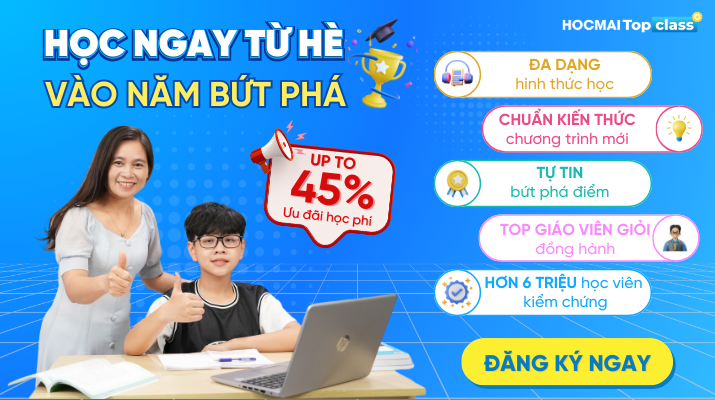 HỌC NGAY TỪ HÈ
VÀO NĂM BỨT PHÁ
UP TO
45%
Ưu đãi học phí
HOCMAI Top class
ĐA DẠNG
hình thức học
CHUẨN KIẾN THỨC
chương trình mới
TỰ TIN
bứt phá điểm
TOP GIÁO VIÊN GIỎI
đồng hành
HƠN 6 TRIỆU học viên
kiểm chứng
ĐĂNG KÝ NGAY
hp